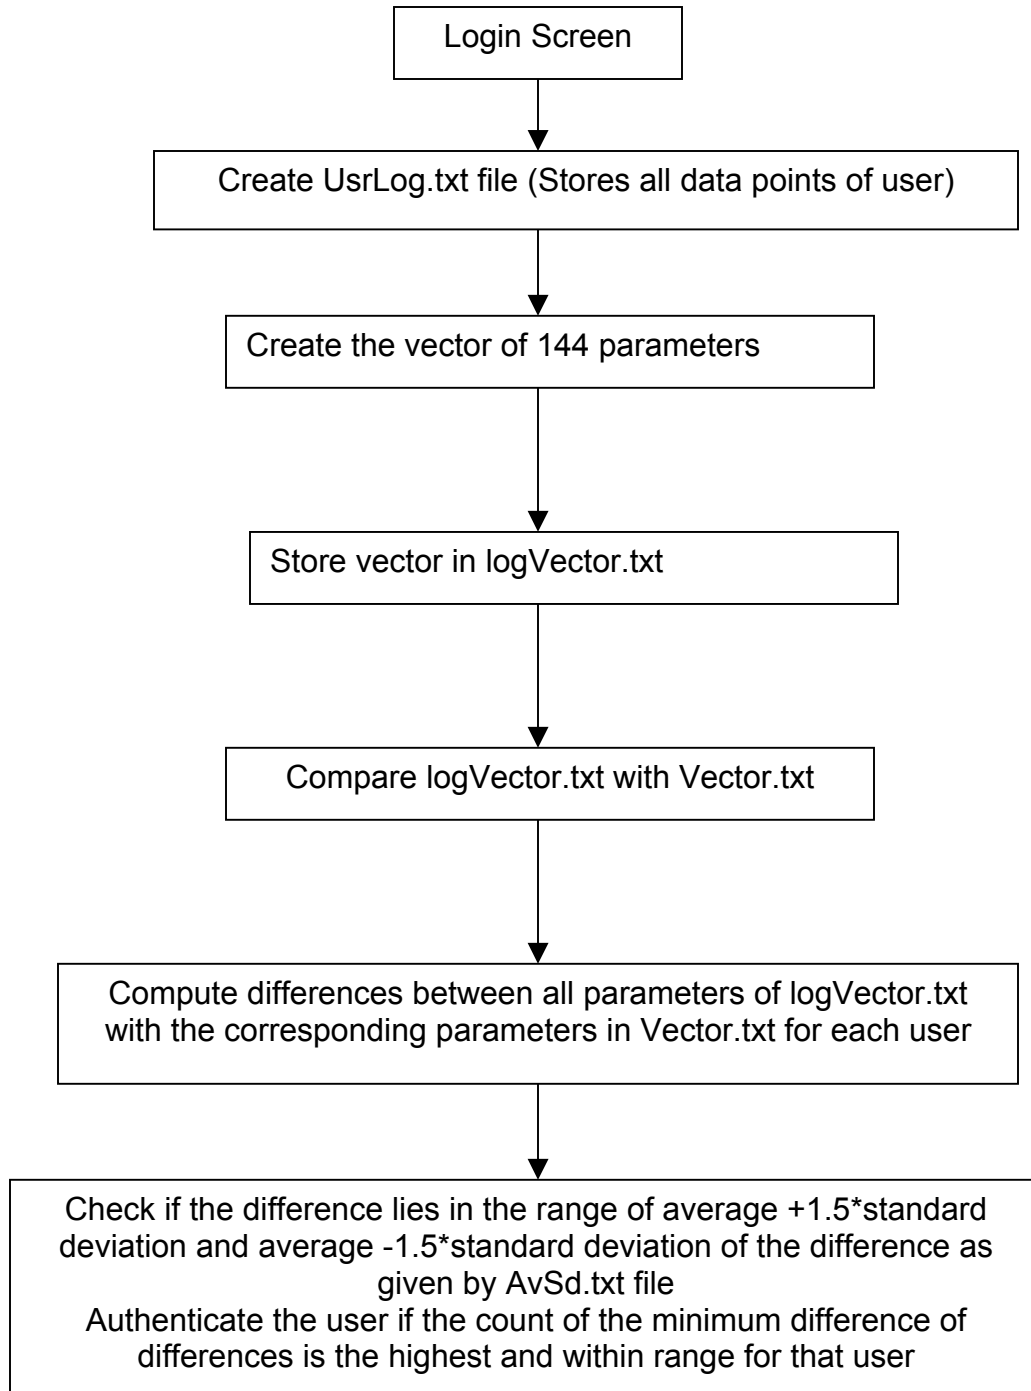 Login Screen
Create UsrLog.txt file (Stores all data points of user)
Create the vector of 144 parameters
Store vector in logVector.txt
Compare logVector.txt with Vector.txt
Compute differences between all parameters of logVector.txt
with the corresponding parameters in Vector.txt for each user
Check if the difference lies in the range of average +1.5*standard
deviation and average -1.5*standard deviation of the difference as
given by AvSd.txt file
Authenticate the user if the count of the minimum difference of
differences is the highest and within range for that user